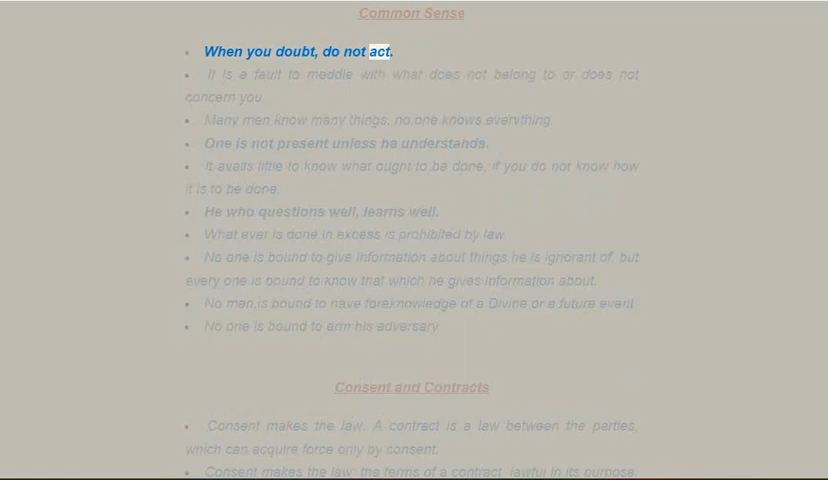 Common Sense
• When you doubt, do not act.
• It is a fault to meddle with what does not belong to or does not
concern you.
• Many men know many things, no one knows everything.
• One is not present unless he understands.
• It avails little to know what ought to be done, if you do not know how
it is to be done.
• He who questions well, learns well.
• What ever is done in excess is prohibited by law.
• No one is bound to give information about things he is ignorant of, but
every one is bound to know that which he gives information about.
• No man is bound to have foreknowledge of a Divine or a future event.
• No one is bound to arm his adversary.
Consent and Contracts
• Consent makes the law. A contract is a law between the parties,
which can acquire force only by consent.
• Consent makes the law: the terms of a contract, lawful in its purpose,